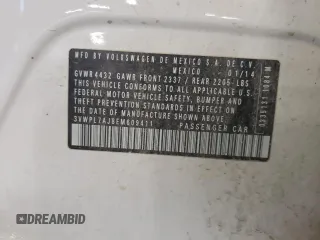 MFD BY VOLKSWAGEN DE MEXICO S.A. DE C.V.
MEXICO 01/14
GVWR 4432 GAWR FRONT 2337 / REAR 2205 LBS
THIS VEHICLE CONFORMS TO ALL APPLICABLE U.S.
FEDERAL MOTOR VEHICLE SAFETY, BUMPER AND
THEFT PREVENTION STANDARDS IN EFFECT ON
THE DATE OF MANUFACTURE SHOWN ABOVE.
3VWPL7AJ8EM609411
PASSENGER CAR
DREAMBID